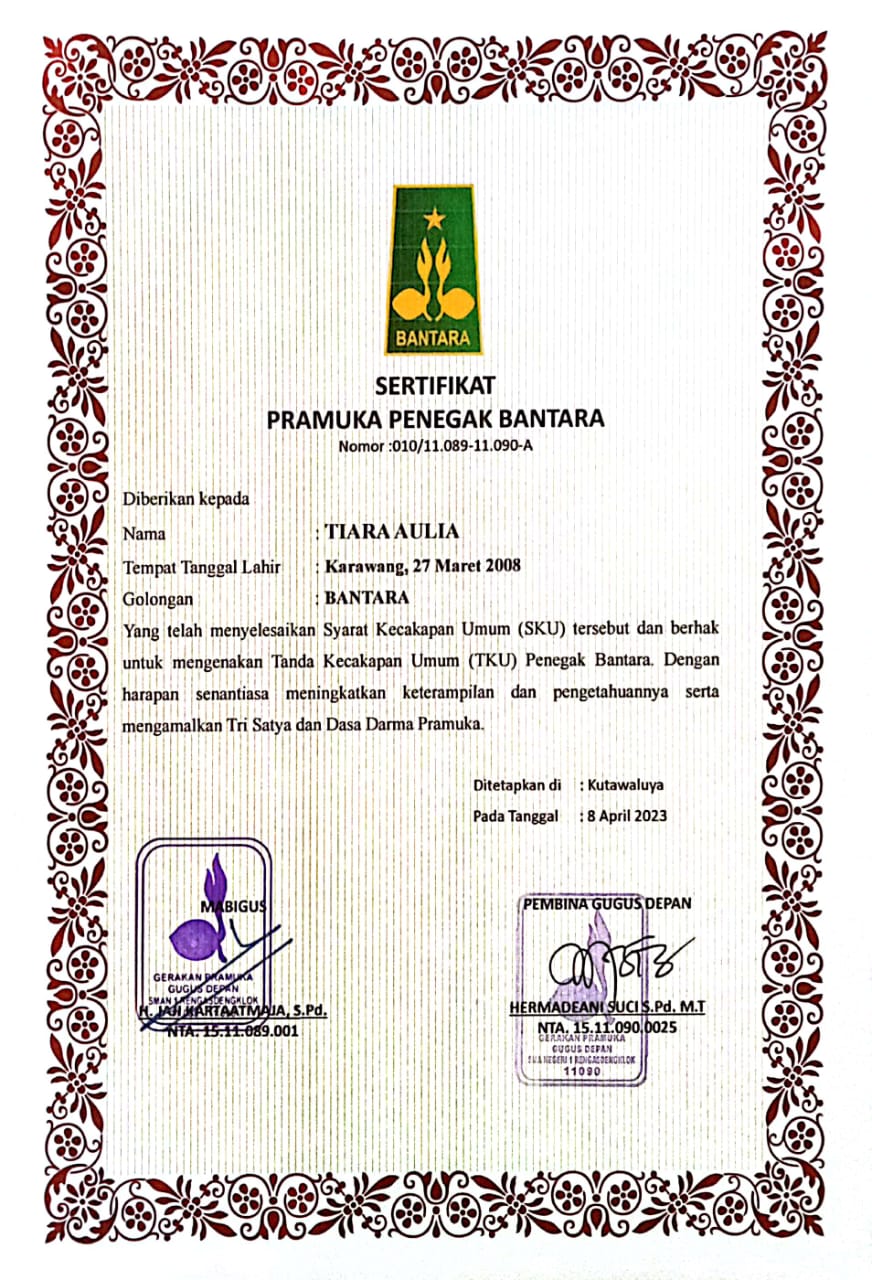 BANTARA
SERTIFIKAT
PRAMUKA PENEGAK BANTARA
Nomor :010/11.089-11.090-A
Diberikan kepada
Nama : TIARA AULIA
Tempat Tanggal Lahir : Karawang, 27 Maret 2008
Golongan : BANTARA
Yang telah menyelesaikan Syarat Kecakapan Umum (SKU) tersebut dan berhak
untuk mengenakan Tanda Kecakapan Umum (TKU) Penegak Bantara. Dengan
harapan senantiasa meningkatkan keterampilan dan pengetahuannya serta
mengamalkan Tri Satya dan Dasa Darma Pramuka.
Ditetapkan di : Kutawaluya
Pada Tanggal : 8 April 2023
MABIGUS
GERAKAN PRAMUKA
GUGUS DEPAN
SMAN 1 RENGASDENGKLOK
H. JAJI KARTAATMAJA, S.Pd.
NTA. 15.11.089.001
PEMBINA GUGUS DEPAN
HERMADEANI SUCI S.Pd. M.T
NTA. 15.11.090.0025
GERAKAN PRAMUKA
GUGUS DEPAN
SMA NEGERI 1 RENGASDENGKLOK
11090